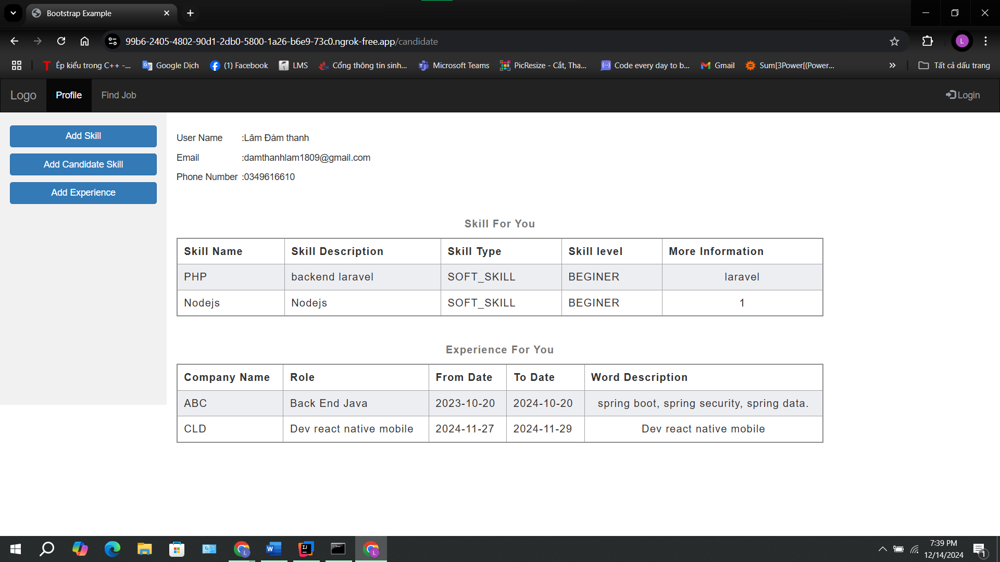 Bootstrap Example
99b6-2405-4802-90d1-2db0-5800-1a26-b6e9-73c0.ngrok-free.app/candidate
L
Ép kiểu trong C++ -... Google Dịch (1) Facebook LMS Cổng thông tin sinh... Microsoft Teams PicResize - Cắt, Tha... Code every day to b... Gmail Sum[3Power[(Power... » Tất cả dấu trang
Logo Profile Find Job Login
Add Skill
Add Candidate Skill
Add Experience
User Name :Lâm Đàm thanh
Email :damthanhlam1809@gmail.com
Phone Number :0349616610
Skill For You
Skill Name Skill Description Skill Type Skill level More Information
PHP backend laravel SOFT_SKILL BEGINER laravel
Nodejs Nodejs SOFT_SKILL BEGINER 1
Experience For You
Company Name Role From Date To Date Word Description
ABC Back End Java 2023-10-20 2024-10-20 spring boot, spring security, spring data.
CLD Dev react native mobile 2024-11-27 2024-11-29 Dev react native mobile
7:39 PM
12/14/2024
1